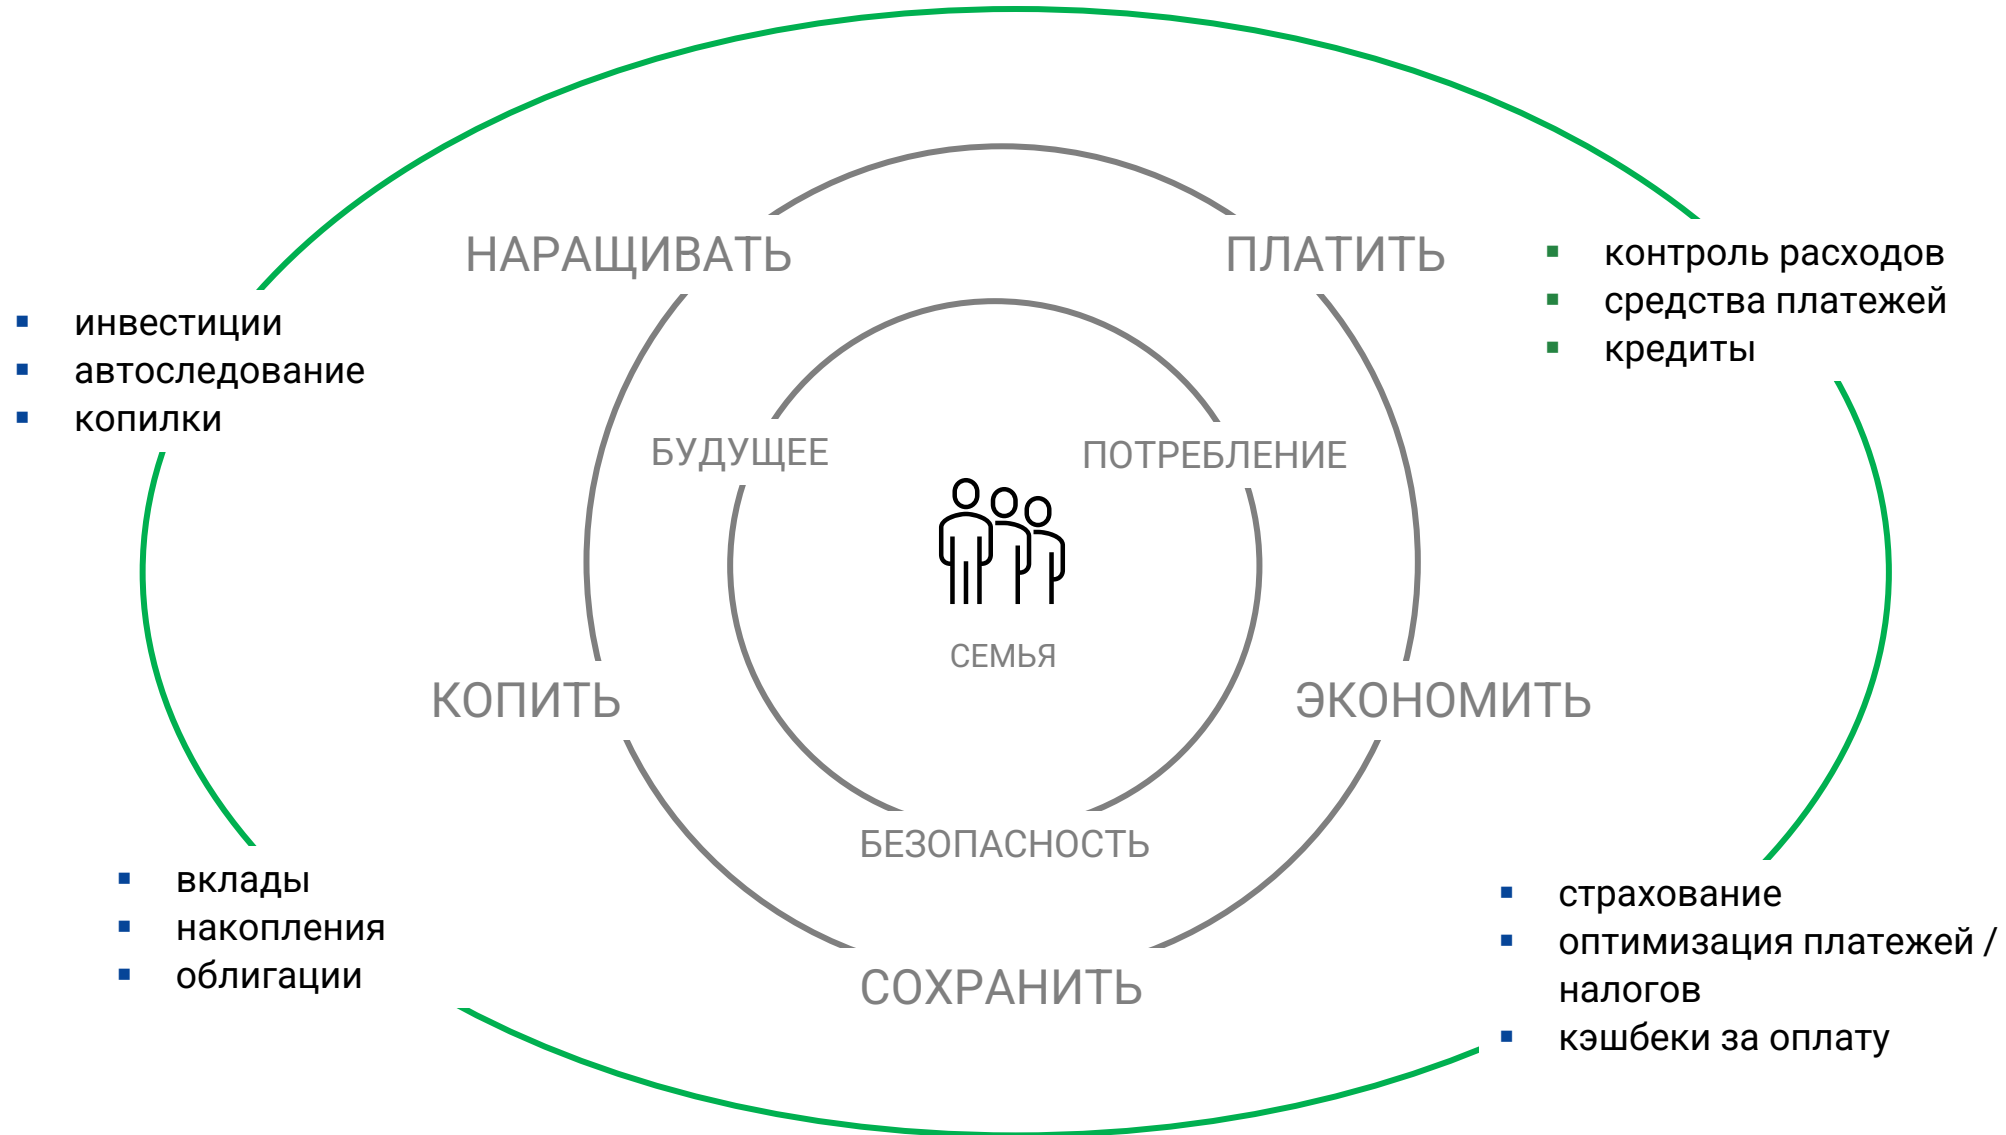 НАРАЩИВАТЬ
ПЛАТИТЬ
контроль расходов
средства платежей
кредиты
инвестиции
автоследование
копилки
БУДУЩЕЕ
ПОТРЕБЛЕНИЕ
СЕМЬЯ
КОПИТЬ
ЭКОНОМИТЬ
БЕЗОПАСНОСТЬ
вклады
накопления
облигации
СОХРАНИТЬ
страхование
оптимизация платежей /
налогов
кэшбеки за оплату